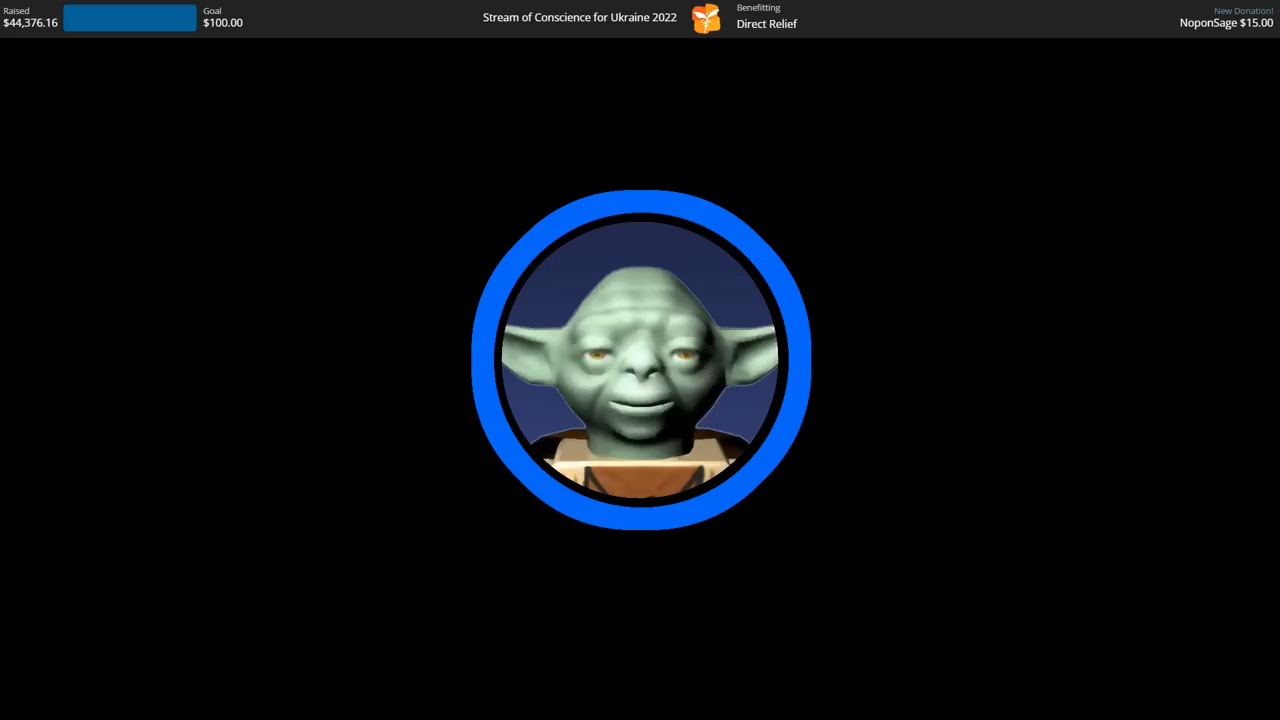 Raised
$44,376.16
Goal
$100.00
Stream of Conscience for Ukraine 2022
Benefitting
Direct Relief
New Donation!
NoponSage $15.00